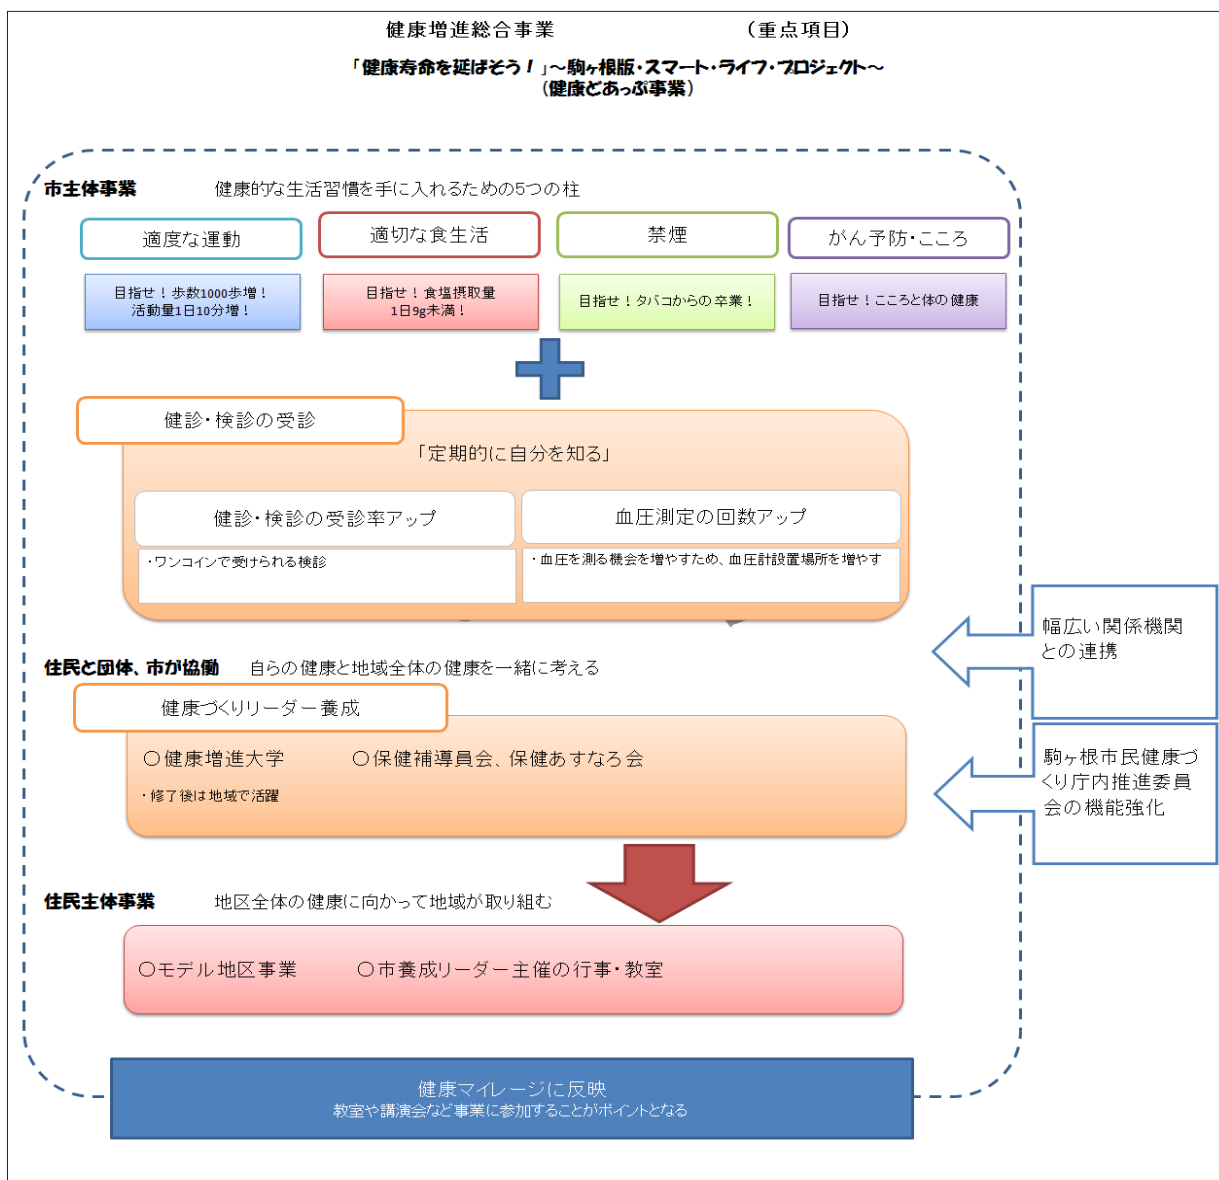 健康増進総合事業　（重点項目）
「健康寿命を延ばそう！」～駒ヶ根版・スマート・ライフ・プロジェクト～
（健康どあっぷ事業）
市主体事業　健康的な生活習慣を手に入れるための5つの柱
適度な運動
適切な食生活
禁煙
がん予防・こころ
目指せ！歩数1000歩増！
活動量1日10分増！
目指せ！食塩摂取量
1日9g未満！
目指せ！タバコからの卒業！
目指せ！こころと体の健康
健診・検診の受診
「定期的に自分を知る」
健診・検診の受診率アップ
・ワンコインで受けられる検診
血圧測定の回数アップ
・血圧を測る機会を増やすため、血圧計設置場所を増やす
幅広い関係機関
との連携
住民と団体、市が協働　自らの健康と地域全体の健康を一緒に考える
健康づくりリーダー養成
○健康増進大学　○保健補導員会、保健あすなろ会
・修了後は地域で活躍
駒ヶ根市民健康づ
くり庁内推進委員
会の機能強化
住民主体事業　地区全体の健康に向かって地域が取り組む
○モデル地区事業　○市養成リーダー主催の行事・教室
健康マイレージに反映
教室や講演会など事業に参加することがポイントとなる